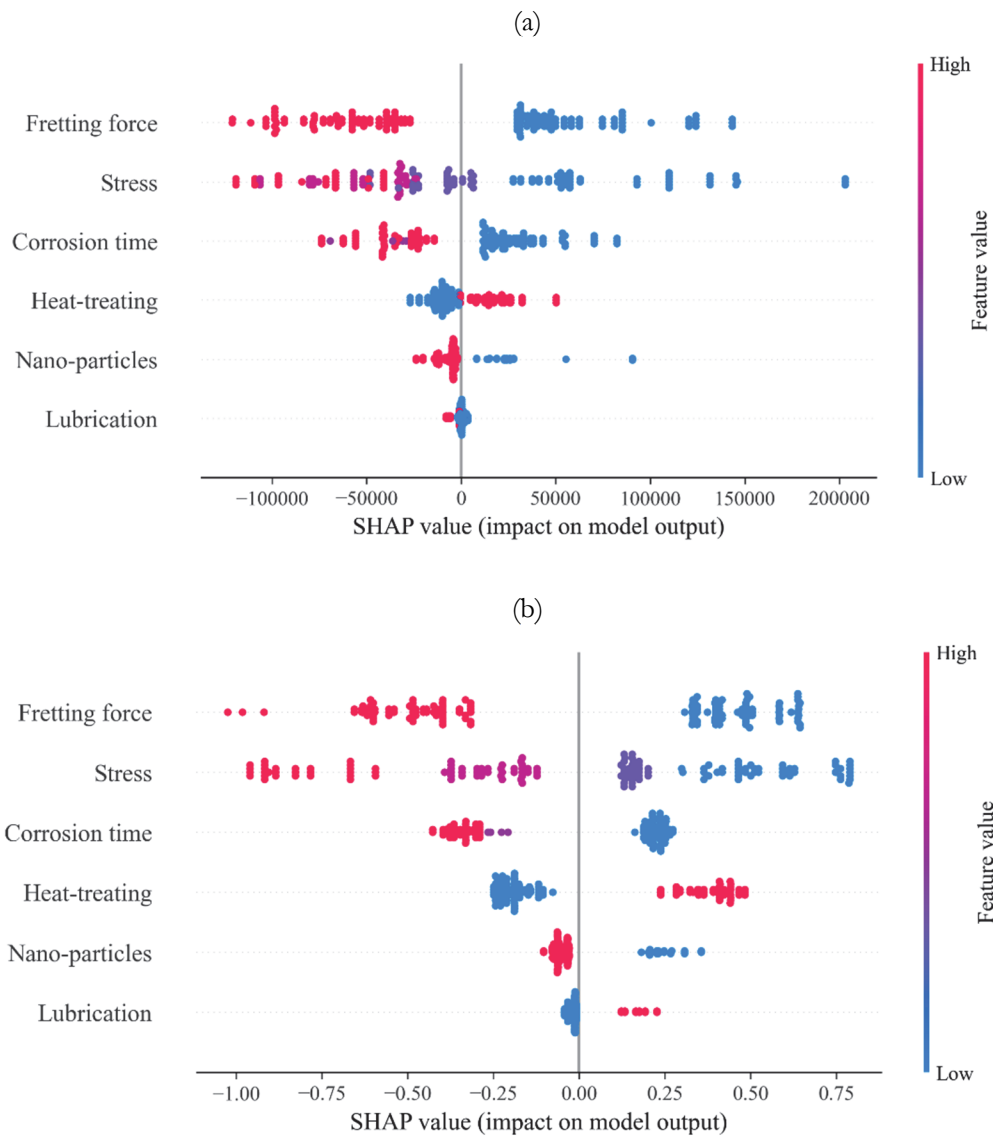 (a)
High
Fretting force
Stress
Corrosion time
Heat-treating
Nano-particles
Lubrication
Feature value
Low
−100000 −50000 0 50000 100000 150000 200000
SHAP value (impact on model output)
(b)
High
Fretting force
Stress
Corrosion time
Heat-treating
Nano-particles
Lubrication
Feature value
Low
−1.00 −0.75 −0.50 −0.25 0.00 0.25 0.50 0.75
SHAP value (impact on model output)